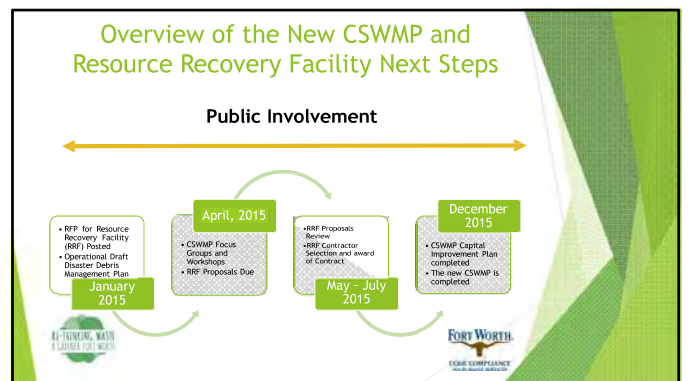 Overview of the New CSWMP and
Resource Recovery Facility Next Steps
Public Involvement
• RFP for Resource
Recovery Facility
(RRF) Posted
• Operational Draft
Disaster Debris
Management Plan
January
2015
April, 2015
• CSWMP Focus
Groups and
Workshops
• RRF Proposals Due
•RRF Proposals
Review
•RRF Contractor
Selection and award
of Contract
May – July
2015
December
2015
• CSWMP Capital
Improvement Plan
completed
• The new CSWMP is
completed
RE-THINKING WASTE
FORT WORTH.
CODE COMPLIANCE